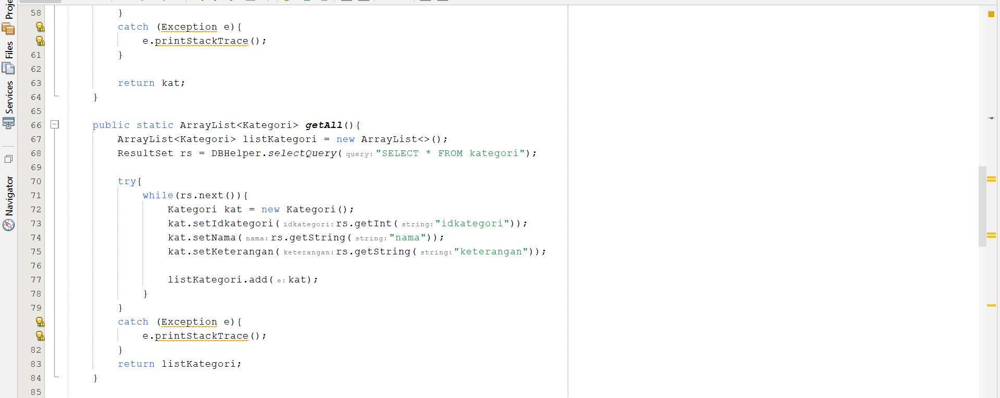 Proje
Files
Services
Navigator
58 }
catch (Exception e){
e.printStackTrace();
61 }
62
63 return kat;
64 }
65
66 public static ArrayList<Kategori> getAll(){
67 ArrayList<Kategori> listKategori = new ArrayList<>();
68 ResultSet rs = DBHelper.selectQuery( query: "SELECT * FROM kategori");
69
70 try{
71 while(rs.next()){
72 Kategori kat = new Kategori();
73 kat.setIdkategori( idkategori: rs.getInt( string: "idkategori"));
74 kat.setNama( nama: rs.getString( string: "nama"));
75 kat.setKeterangan( keterangan: rs.getString( string: "keterangan"));
76
77 listKategori.add( e: kat);
78 }
79 }
catch (Exception e){
e.printStackTrace();
82 }
83 return listKategori;
84 }
85